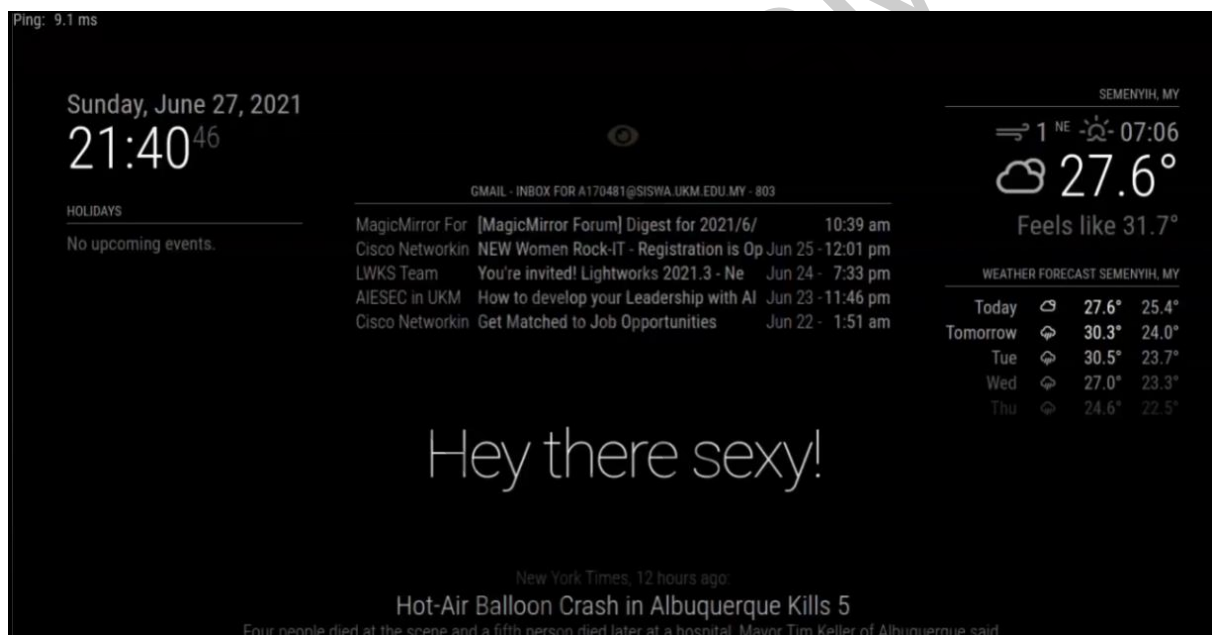 Ping: 9.1 ms
Sunday, June 27, 2021
21:40 46
HOLIDAYS
No upcoming events.
GMAIL - INBOX FOR A170481@SISWA.UKM.EDU.MY - 803
MagicMirror For [MagicMirror Forum] Digest for 2021/6/ 10:39 am
Cisco Networkin NEW Women Rock-IT - Registration is Op Jun 25 - 12:01 pm
LWKS Team You're invited! Lightworks 2021.3 - Ne Jun 24 - 7:33 pm
AIESEC in UKM How to develop your Leadership with AI Jun 23 - 11:46 pm
Cisco Networkin Get Matched to Job Opportunities Jun 22 - 1:51 am
SEMENYIH, MY
1 NE 07:06
27.6°
Feels like 31.7°
WEATHER FORECAST SEMENYIH, MY
Today 27.6° 25.4°
Tomorrow 30.3° 24.0°
Tue 30.5° 23.7°
Wed 27.0° 23.3°
Thu 24.6° 22.5°
Hey there sexy!
New York Times, 12 hours ago:
Hot-Air Balloon Crash in Albuquerque Kills 5
Four people died at the scene and a fifth person died later at a hospital, Mayor Tim Keller of Albuquerque said.